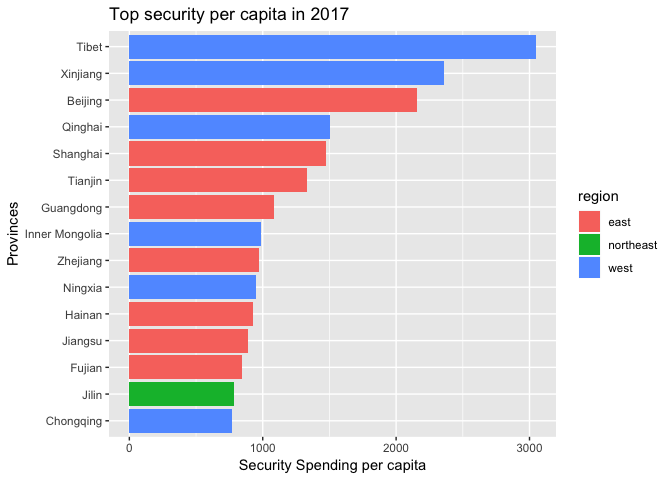 Top security per capita in 2017
Provinces
Tibet
Xinjiang
Beijing
Qinghai
Shanghai
Tianjin
Guangdong
Inner Mongolia
Zhejiang
Ningxia
Hainan
Jiangsu
Fujian
Jilin
Chongqing
0 1000 2000 3000
Security Spending per capita
region
east
northeast
west